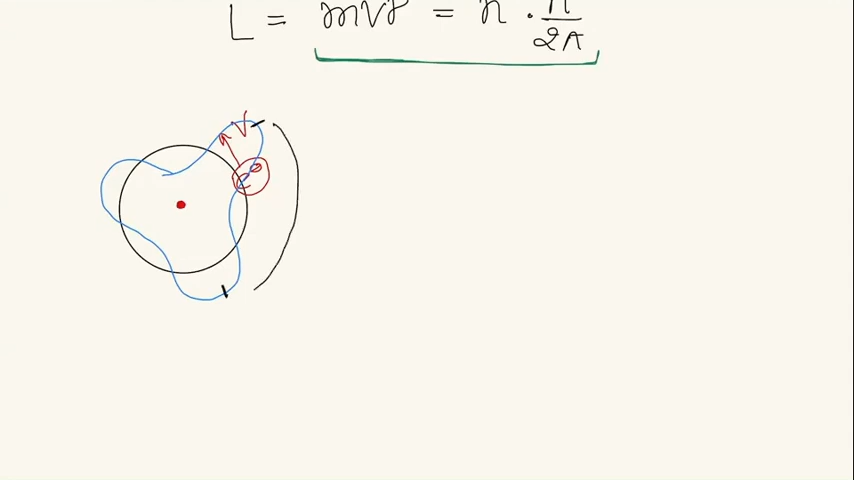 L = mvr = n . h/2π
V
e⊖